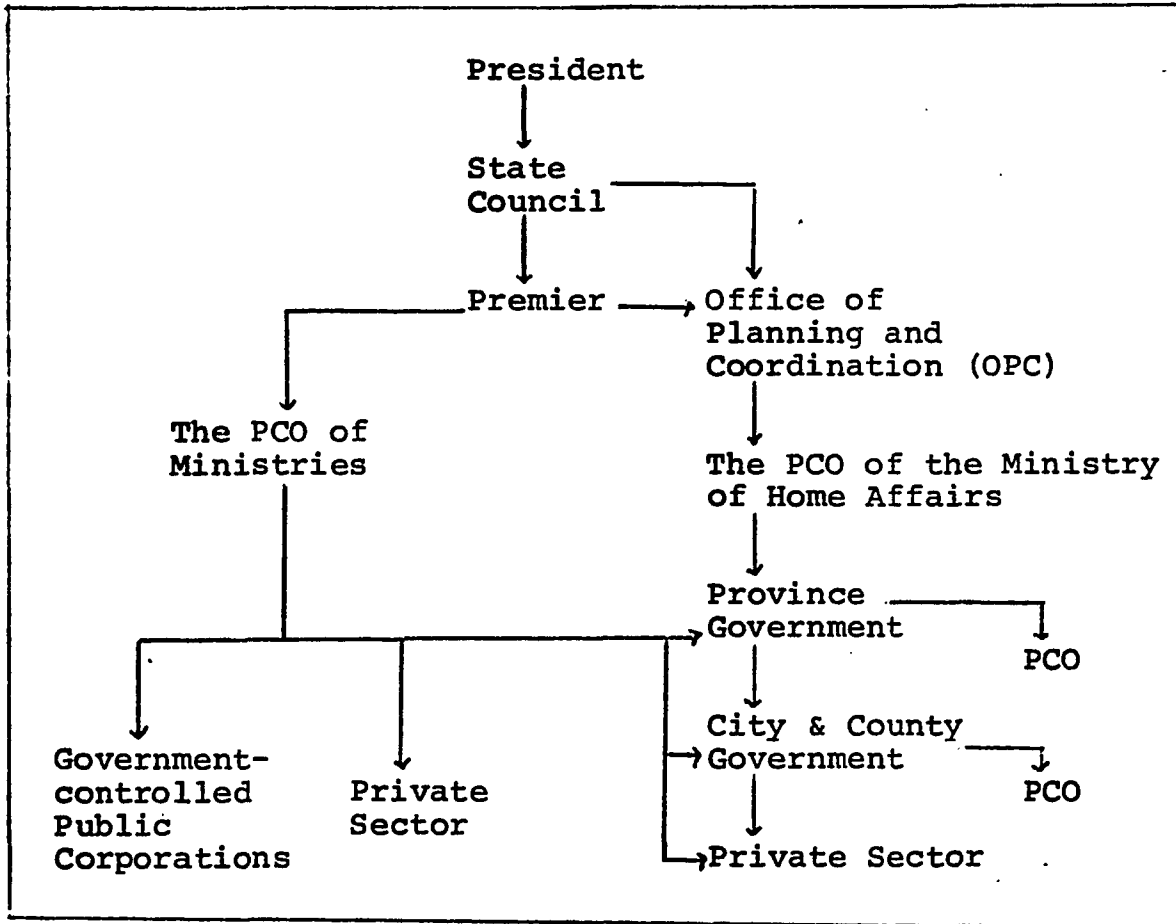 President
State
Council
Premier
Office of
Planning and
Coordination (OPC)
The PCO of
Ministries
The PCO of the Ministry
of Home Affairs
Province
Government
PCO
City & County
Government
PCO
Government-
controlled
Public
Corporations
Private
Sector
Private Sector